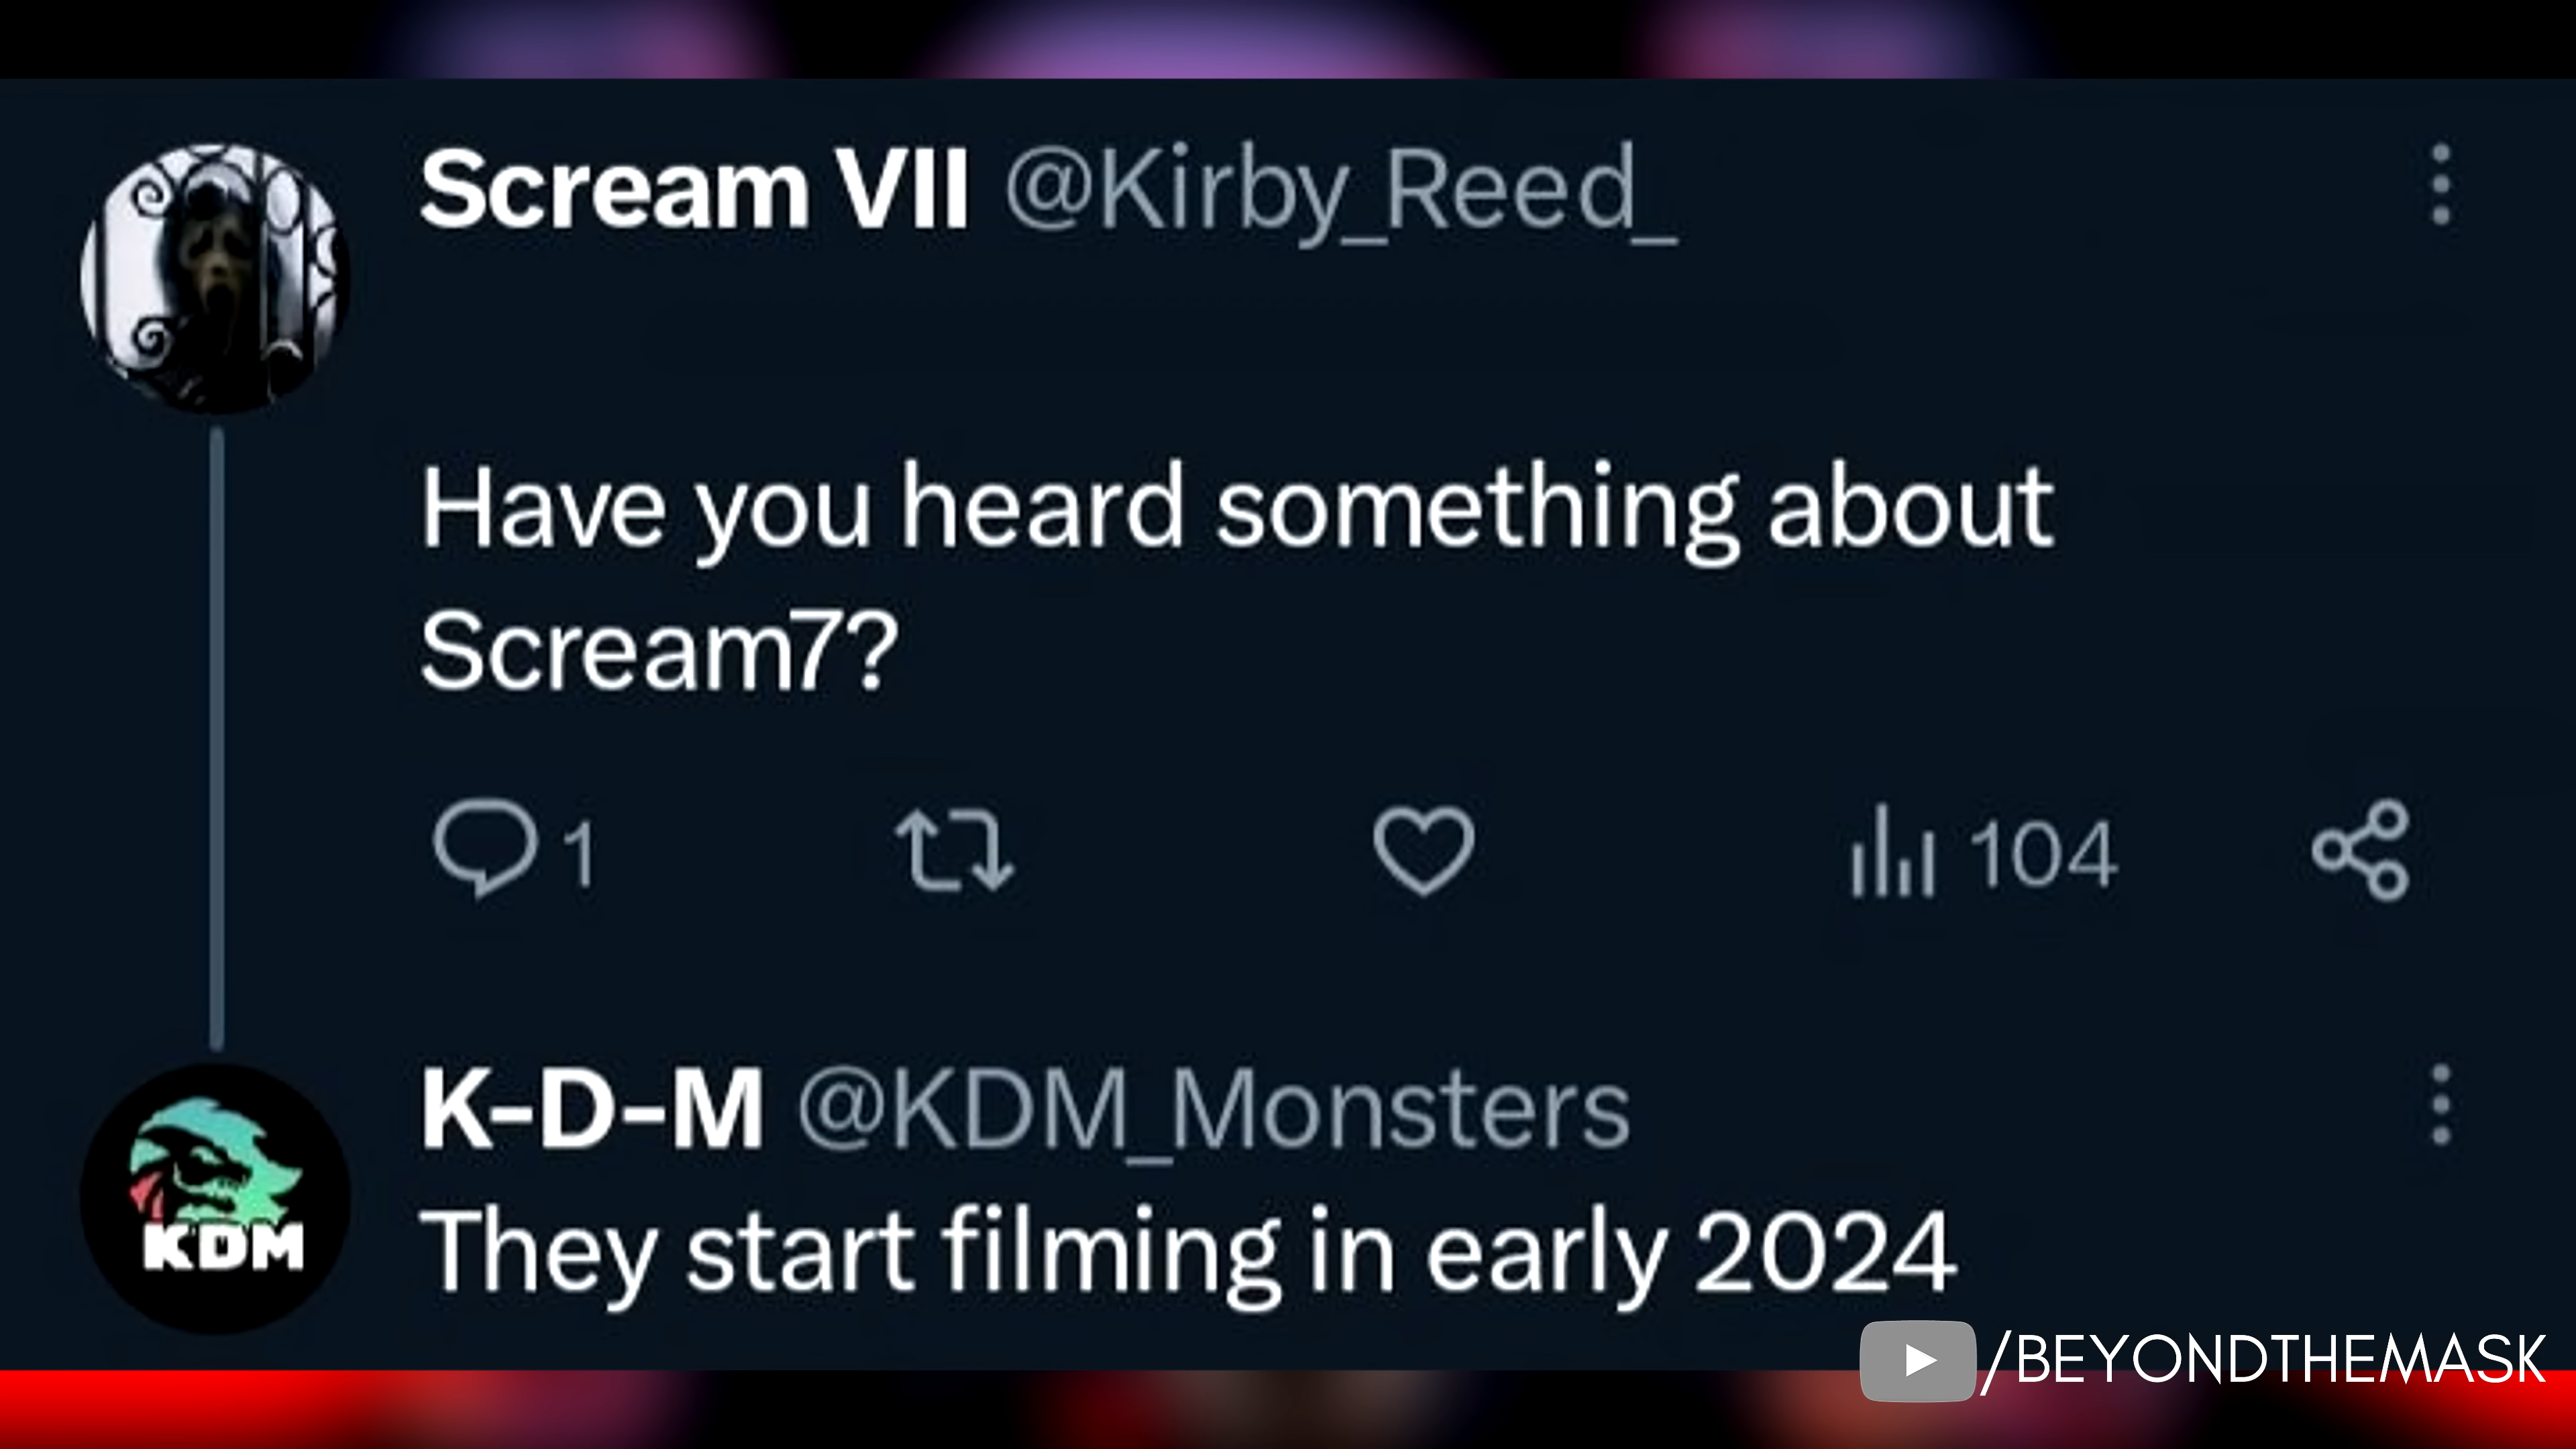 Scream VII @Kirby_Reed_
Have you heard something about
Scream7?
1 104
K-D-M @KDM_Monsters
KDM
They start filming in early 2024
/BEYONDTHEMASK